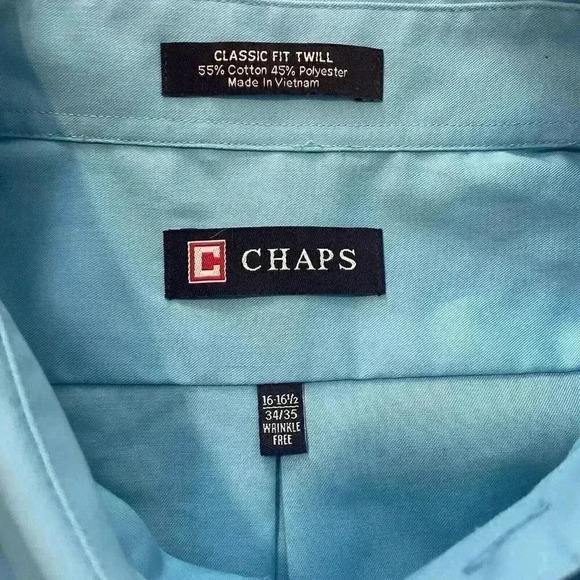 CLASSIC FIT TWILL
55% Cotton 45% Polyester
Made In Vietnam
C CHAPS
16-16½
34/35
WRINKLE
FREE